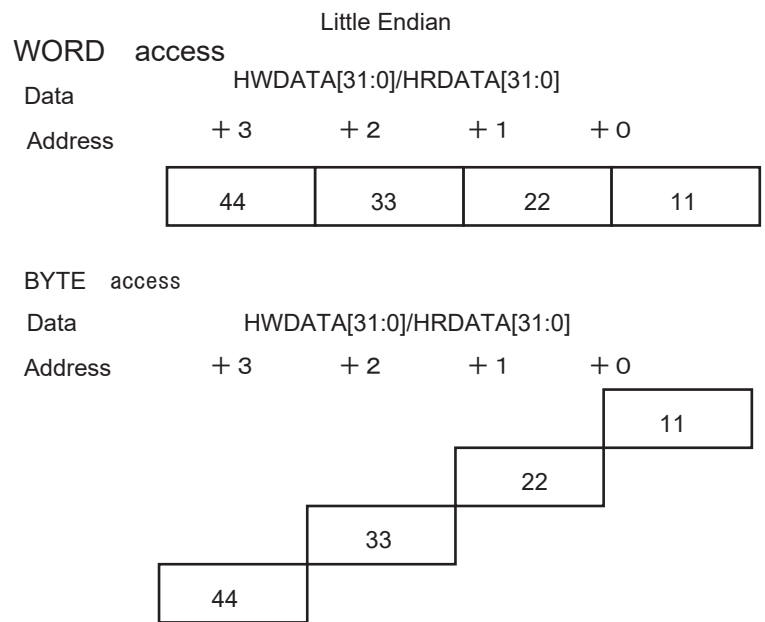 Little Endian
WORD access
Data HWDATA[31:0]/HRDATA[31:0]
Address +3 +2 +1 +0
44 33 22 11
BYTE access
Data HWDATA[31:0]/HRDATA[31:0]
Address +3 +2 +1 +0
11
22
33
44